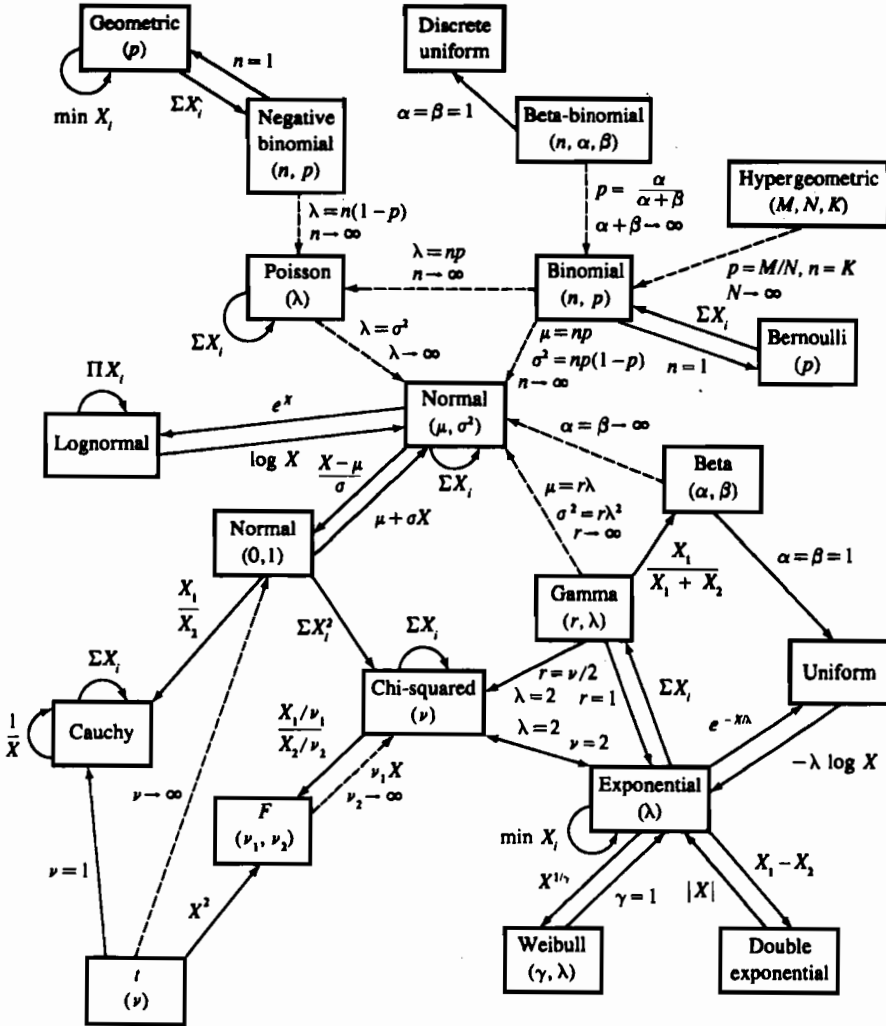 Geometric
(p)
n = 1
min X_i
ΣX_i
Negative
binomial
(n, p)
Discrete
uniform
α = β = 1
Beta-binomial
(n, α, β)
Hypergeometric
(M, N, K)
λ = n(1 – p)
n → ∞
p = α / (α + β)
α + β → ∞
λ = np
n → ∞
Poisson
(λ)
Binomial
(n, p)
p = M/N, n = K
N → ∞
ΣX_i
ΣX_i
λ = σ²
λ → ∞
μ = np
σ² = np(1 – p)
n → ∞
n = 1
Bernoulli
(p)
ΠX_i
e^X
Normal
(μ, σ²)
α = β → ∞
Lognormal
log X
ΣX_i
Beta
(α, β)
(X – μ) / σ
μ + σX
μ = rλ
σ² = rλ²
r → ∞
Normal
(0,1)
X_1 / (X_1 + X_2)
α = β = 1
X_1 / X_2
Gamma
(r, λ)
ΣX_i²
ΣX_i
ΣX_i
Chi-squared
(ν)
r = ν/2
λ = 2
r = 1
ΣX_i
Uniform
1/X
Cauchy
(X_1/ν_1) / (X_2/ν_2)
λ = 2
ν = 2
e^(–X/λ)
–λ log X
ν → ∞
ν_1 X
ν_2 → ∞
Exponential
(λ)
F
(ν_1, ν_2)
min X_i
ν = 1
X²
X^(1/γ)
γ = 1
|X|
X_1 – X_2
Weibull
(γ, λ)
Double
exponential
t
(ν)